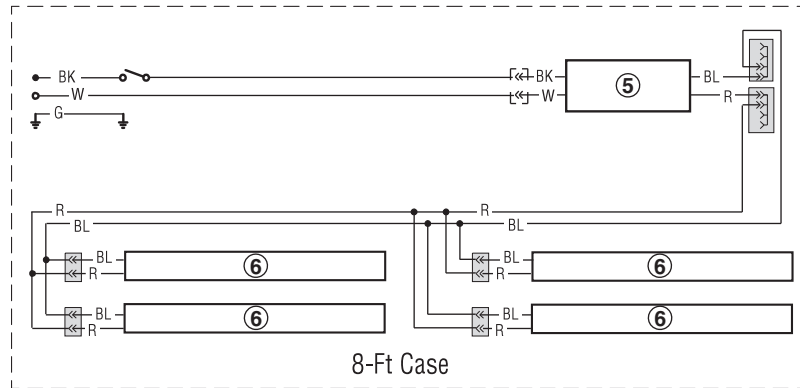 BK BK BL
5
W W R
G
R R
BL BL
BL 6 BL 6
R R
BL 6 BL 6
R R
8-Ft Case